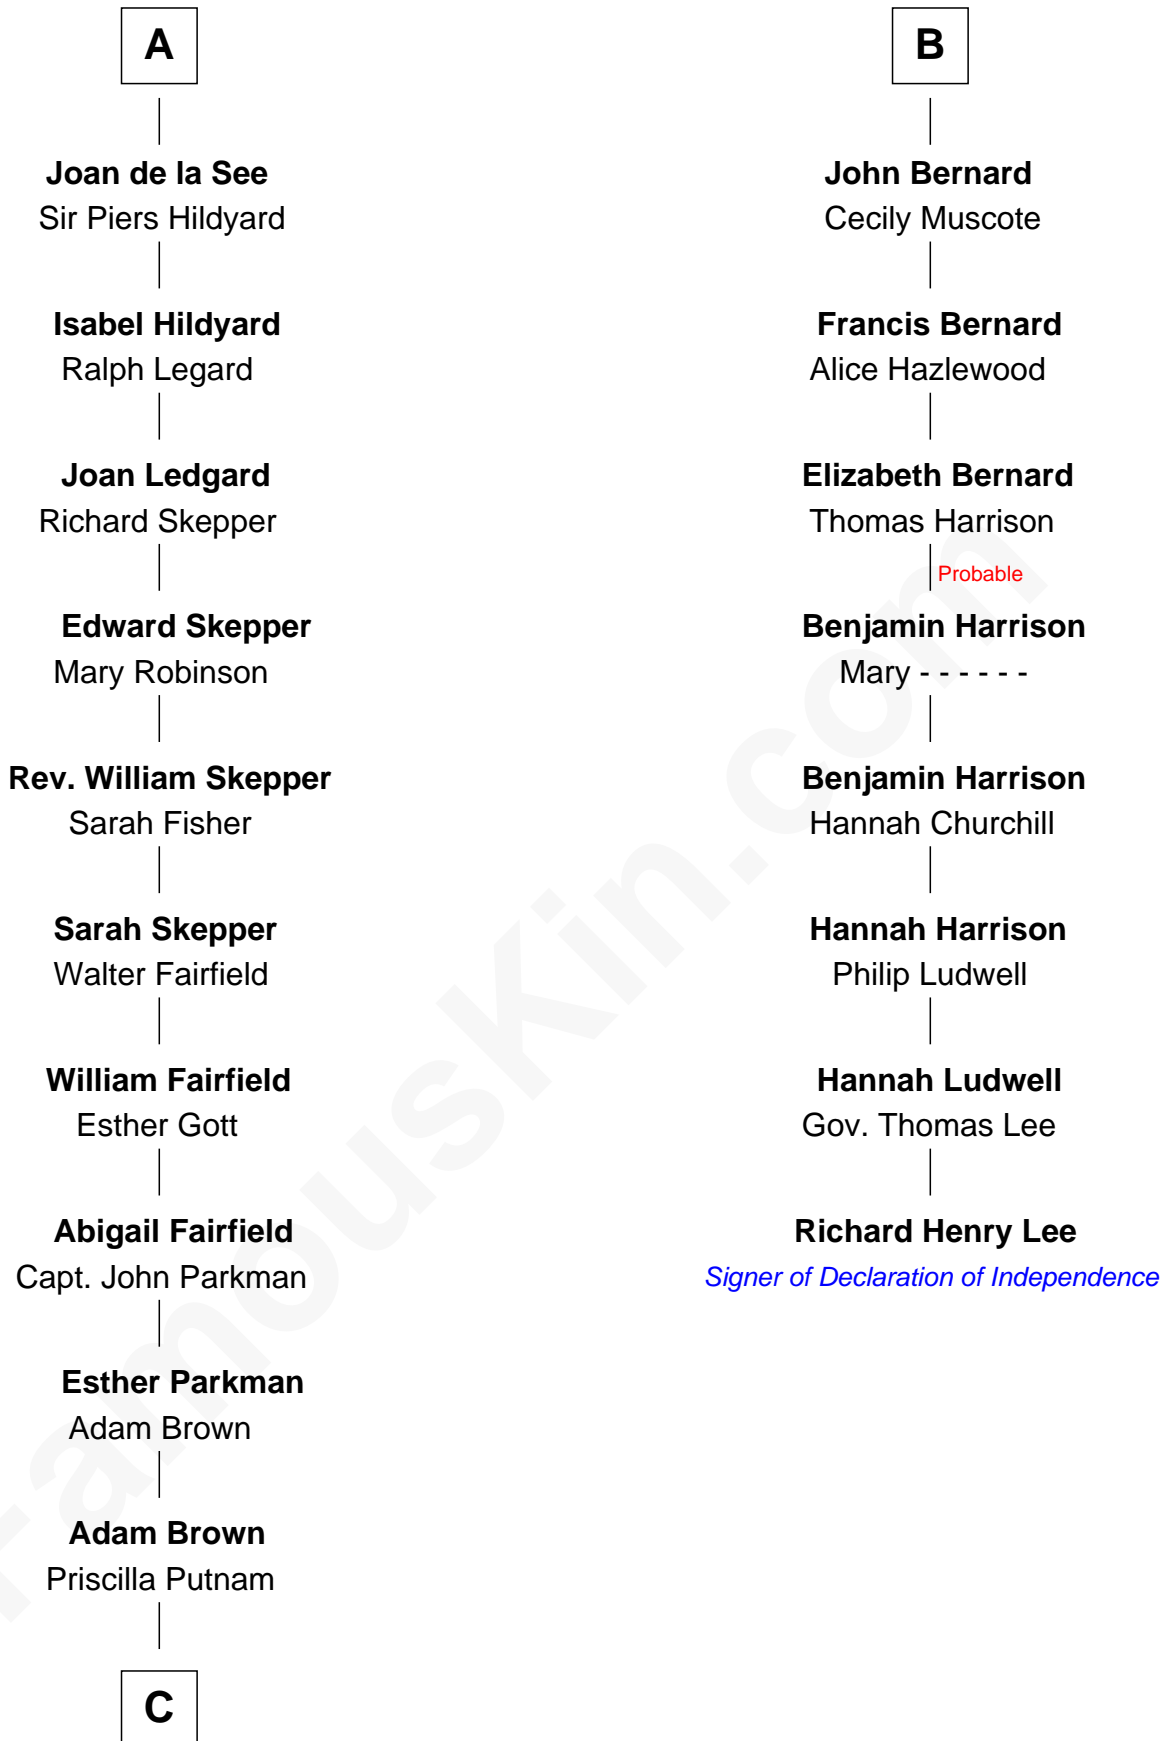 A
Joan de la See
Sir Piers Hildyard
Isabel Hildyard
Ralph Legard
Joan Ledgard
Richard Skepper
Edward Skepper
Mary Robinson
Rev. William Skepper
Sarah Fisher
Sarah Skepper
Walter Fairfield
William Fairfield
Esther Gott
Abigail Fairfield
Capt. John Parkman
Esther Parkman
Adam Brown
Adam Brown
Priscilla Putnam
C
B
John Bernard
Cecily Muscote
Francis Bernard
Alice Hazlewood
Elizabeth Bernard
Thomas Harrison
Probable
Benjamin Harrison
Mary - - - - - -
Benjamin Harrison
Hannah Churchill
Hannah Harrison
Philip Ludwell
Hannah Ludwell
Gov. Thomas Lee
Richard Henry Lee
Signer of Declaration of Independence
FamousKin.com